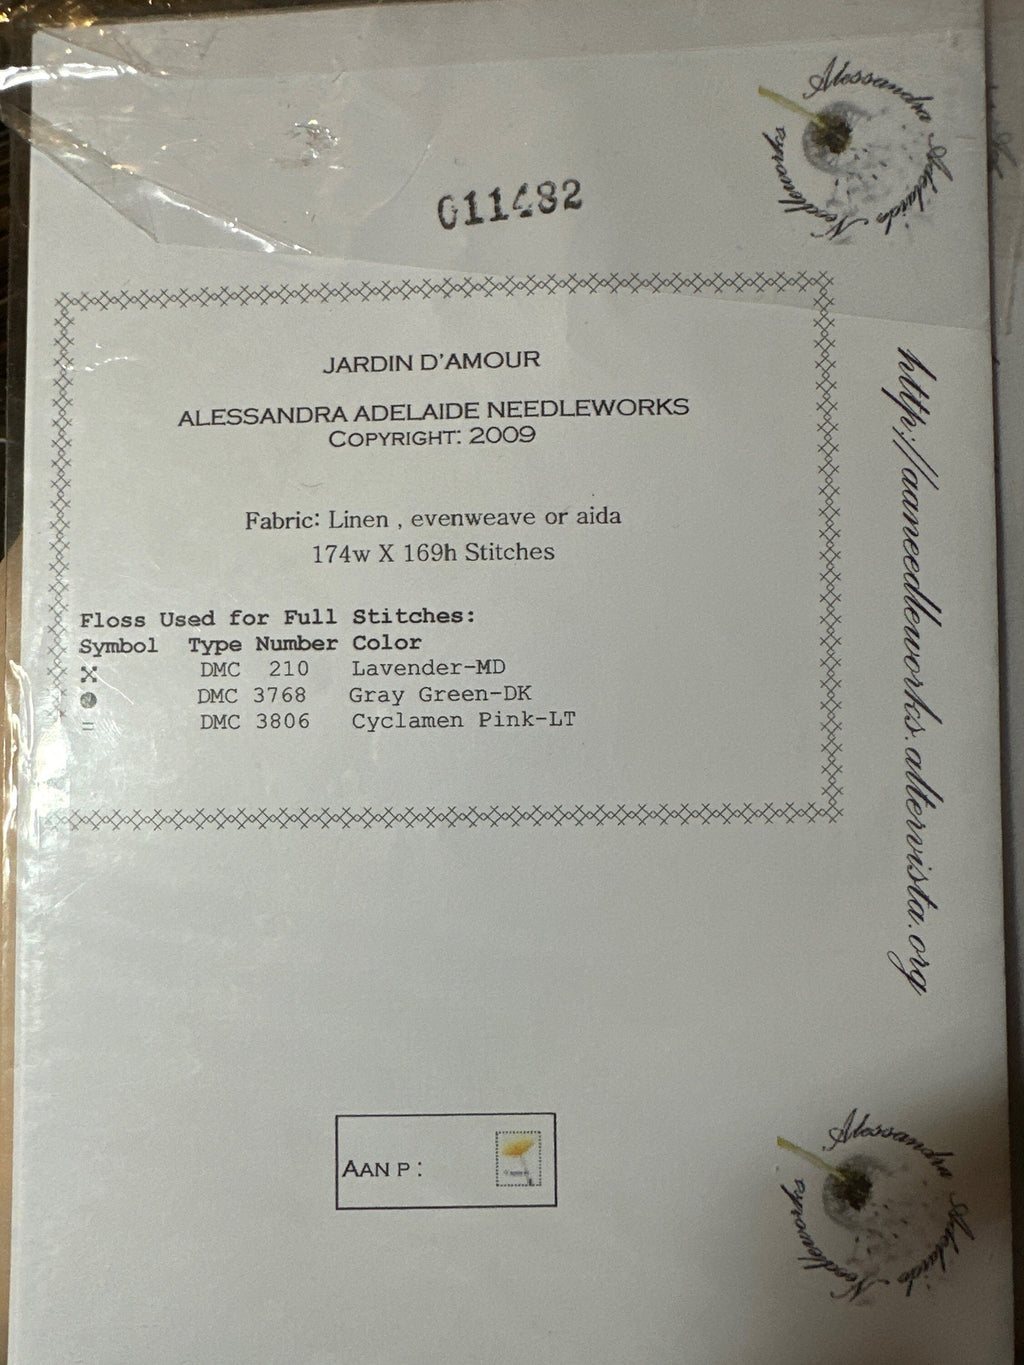 Alessandra Adelaide Needleworks
011482
JARDIN D'AMOUR
ALESSANDRA ADELAIDE NEEDLEWORKS
COPYRIGHT: 2009
Fabric: Linen , evenweave or aida
174w X 169h Stitches
Floss Used for Full Stitches:
Symbol Type Number Color
DMC 210 Lavender-MD
DMC 3768 Gray Green-DK
= DMC 3806 Cyclamen Pink-LT
http://aaneedleworks.altervista.org
AAN P :
Alessandra Adelaide Needleworks